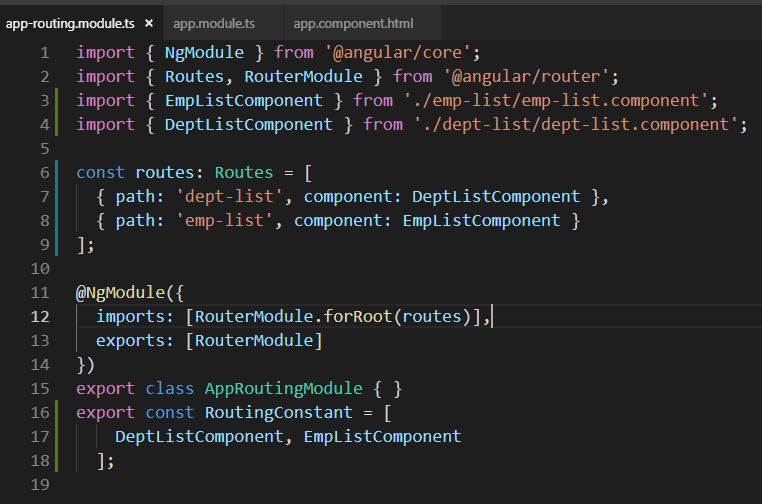 app-routing.module.ts × app.module.ts app.component.html
1 import { NgModule } from '@angular/core';
2 import { Routes, RouterModule } from '@angular/router';
3 import { EmpListComponent } from './emp-list/emp-list.component';
4 import { DeptListComponent } from './dept-list/dept-list.component';
5
6 const routes: Routes = [
7   { path: 'dept-list', component: DeptListComponent },
8   { path: 'emp-list', component: EmpListComponent }
9 ];
10
11 @NgModule({
12   imports: [RouterModule.forRoot(routes)],
13   exports: [RouterModule]
14 })
15 export class AppRoutingModule { }
16 export const RoutingConstant = [
17     DeptListComponent, EmpListComponent
18   ];
19